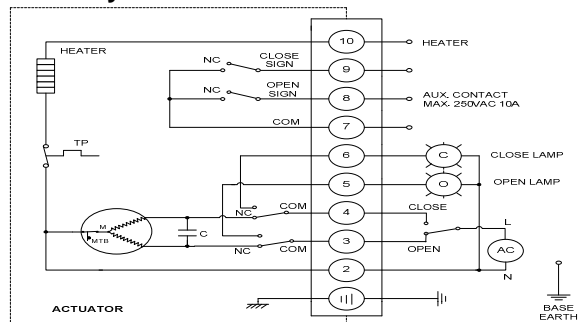 10
HEATER
HEATER
NC
CLOSE
SIGN
9
NC
OPEN
SIGN
8
AUX. CONTACT
MAX. 250VAC 10A
COM
7
TP
6
C
CLOSE LAMP
5
O
OPEN LAMP
NC
COM
4
CLOSE
M
MTB
C
L
NC
COM
3
OPEN
AC
2
N
ACTUATOR
BASE
EARTH